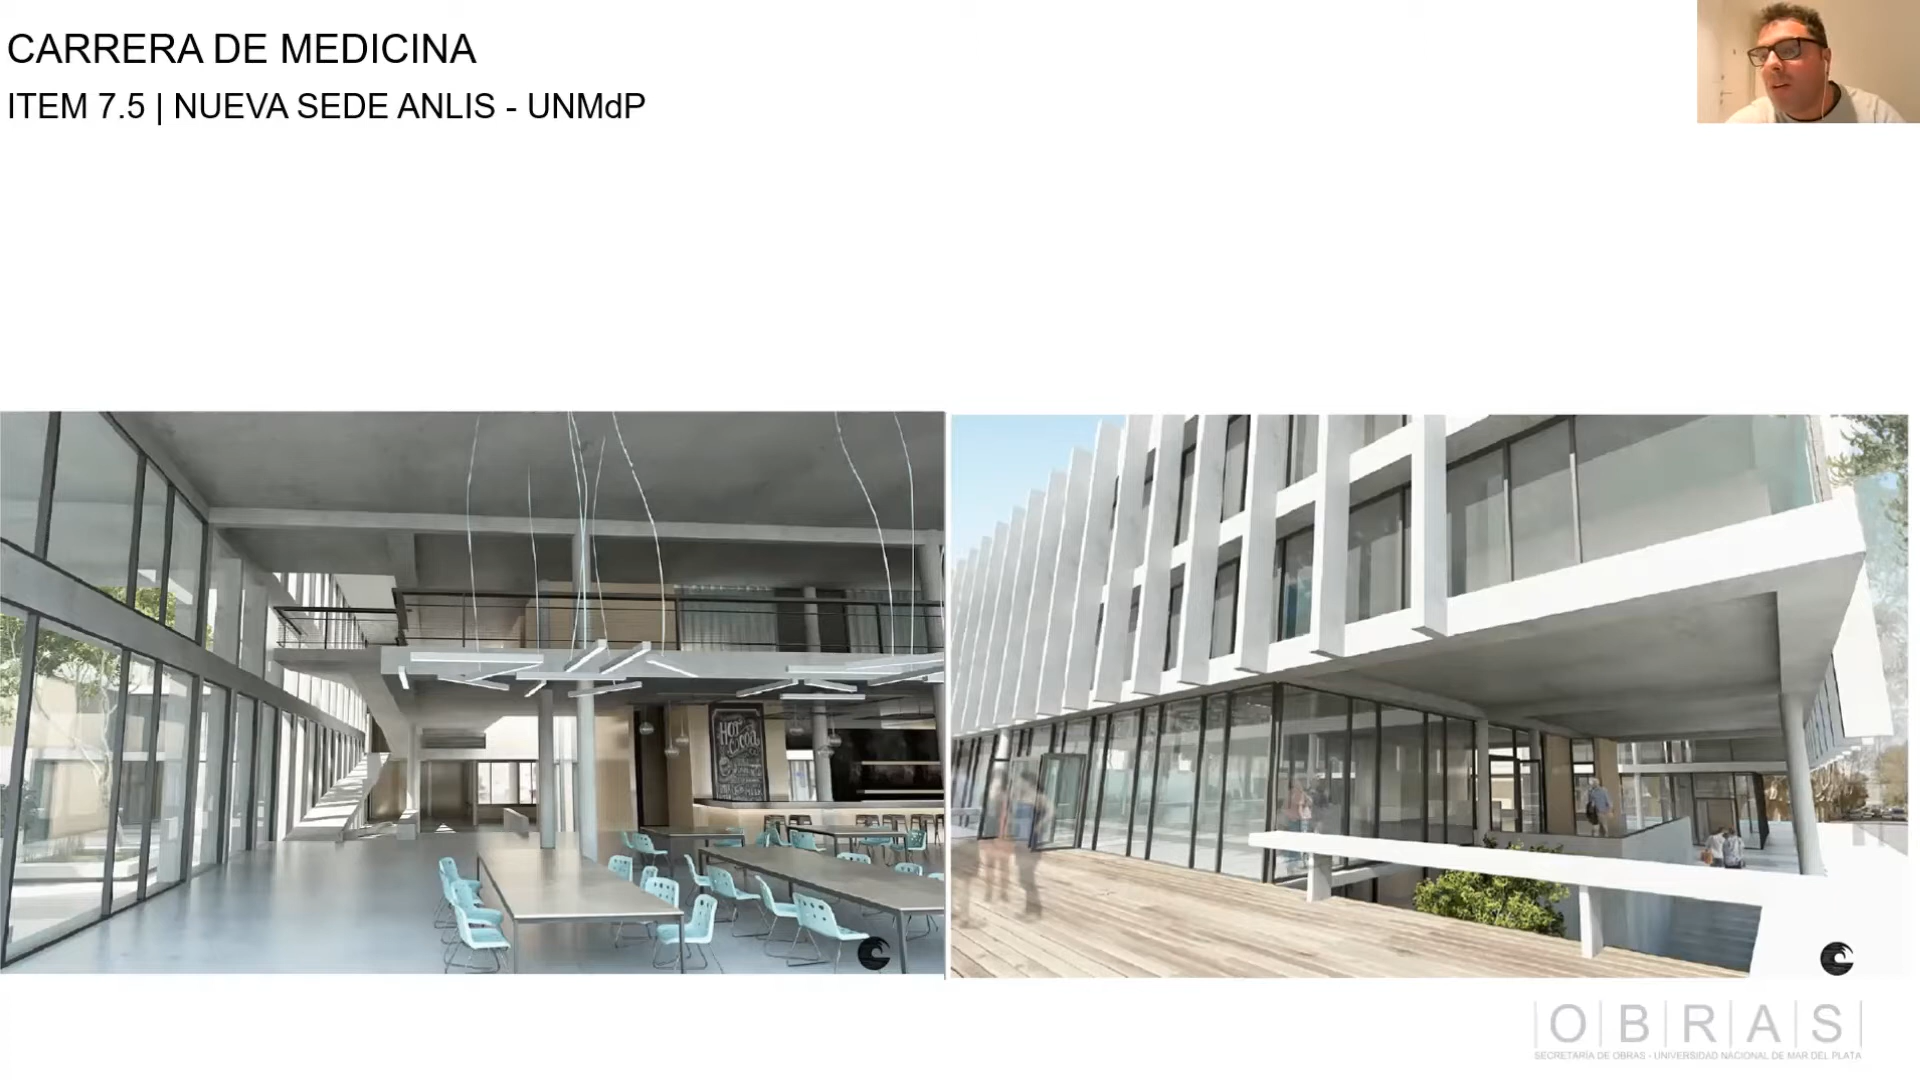 CARRERA DE MEDICINA
ITEM 7.5 | NUEVA SEDE ANLIS - UNMdP
HOT
COCOA
|O|B|R|A|S|
SECRETARÍA DE OBRAS - UNIVERSIDAD NACIONAL DE MAR DEL PLATA